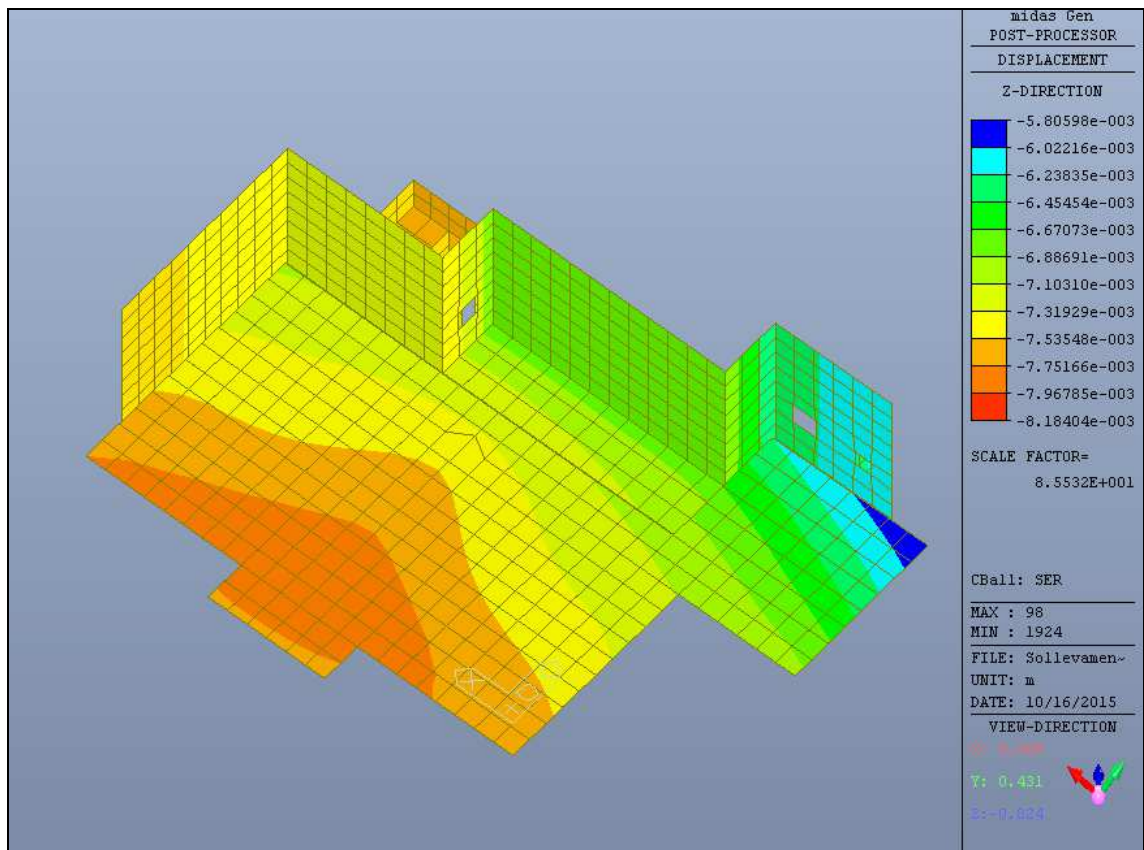 midas Gen
POST-PROCESSOR
DISPLACEMENT
Z-DIRECTION
-5.80598e-003
-6.02216e-003
-6.23835e-003
-6.45454e-003
-6.67073e-003
-6.88691e-003
-7.10310e-003
-7.31929e-003
-7.53548e-003
-7.75166e-003
-7.96785e-003
-8.18404e-003
SCALE FACTOR=
8.5532E+001
CBall: SER
MAX : 98
MIN : 1924
FILE: Sollevamen~
UNIT: m
DATE: 10/16/2015
VIEW-DIRECTION
Y: 0.431
Z:-0.824